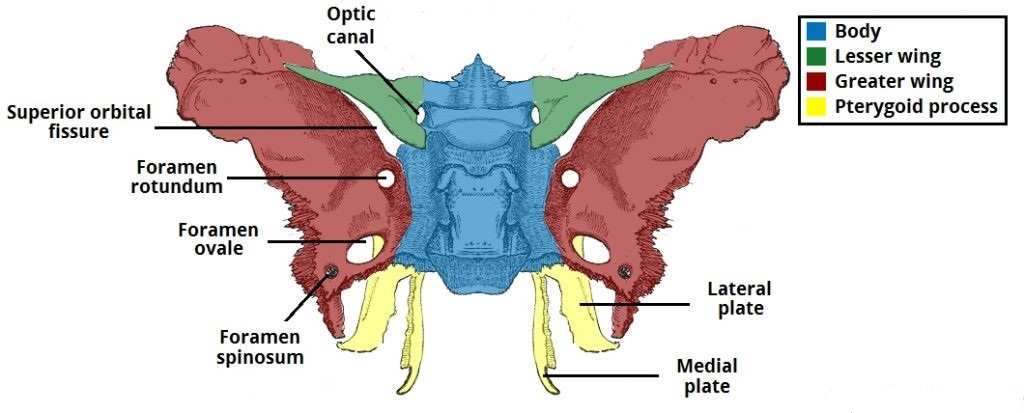 Optic
canal
Body
Lesser wing
Greater wing
Pterygoid process
Superior orbital
fissure
Foramen
rotundum
Foramen
ovale
Foramen
spinosum
Lateral
plate
Medial
plate